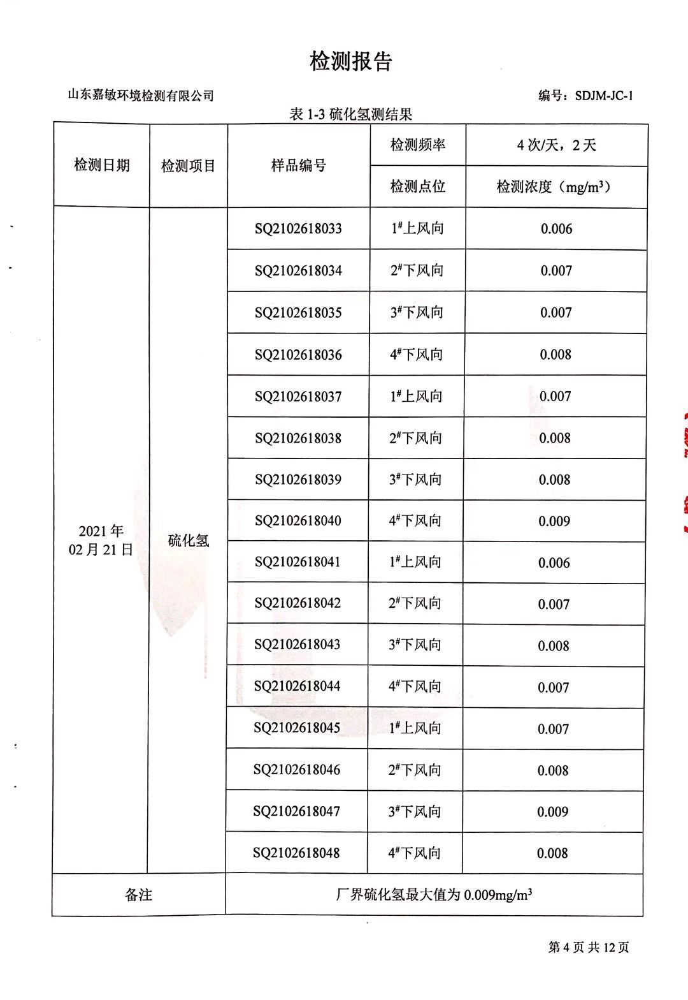 检测报告
山东嘉敏环境检测有限公司 编号：SDJM-JC-1
表 1-3 硫化氢测结果
检测日期 检测项目 样品编号 检测频率 4 次/天，2 天
检测点位 检测浓度（mg/m³）
SQ2102618033 1#上风向 0.006
SQ2102618034 2#下风向 0.007
SQ2102618035 3#下风向 0.007
SQ2102618036 4#下风向 0.008
SQ2102618037 1#上风向 0.007
SQ2102618038 2#下风向 0.008
SQ2102618039 3#下风向 0.008
SQ2102618040 4#下风向 0.009
2021 年
02 月 21 日
硫化氢
SQ2102618041 1#上风向 0.006
SQ2102618042 2#下风向 0.007
SQ2102618043 3#下风向 0.008
SQ2102618044 4#下风向 0.007
SQ2102618045 1#上风向 0.007
SQ2102618046 2#下风向 0.008
SQ2102618047 3#下风向 0.009
SQ2102618048 4#下风向 0.008
备注 厂界硫化氢最大值为 0.009mg/m³
第 4 页 共 12 页